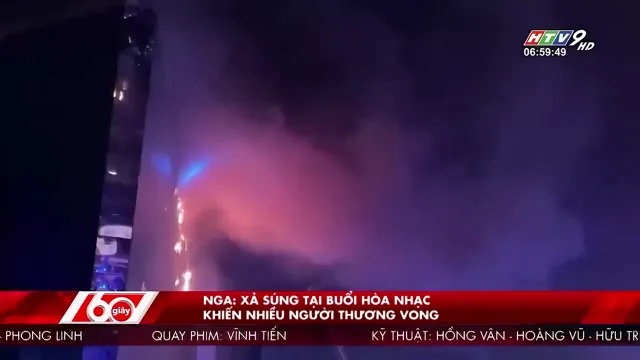 HTV9 HD
06:59:49
60 giây
NGA: XẢ SÚNG TẠI BUỔI HÒA NHẠC
KHIẾN NHIỀU NGƯỜI THƯƠNG VONG
- PHONG LINH QUAY PHIM: VĨNH TIẾN KỸ THUẬT: HỒNG VÂN - HOÀNG VŨ - HỮU TR